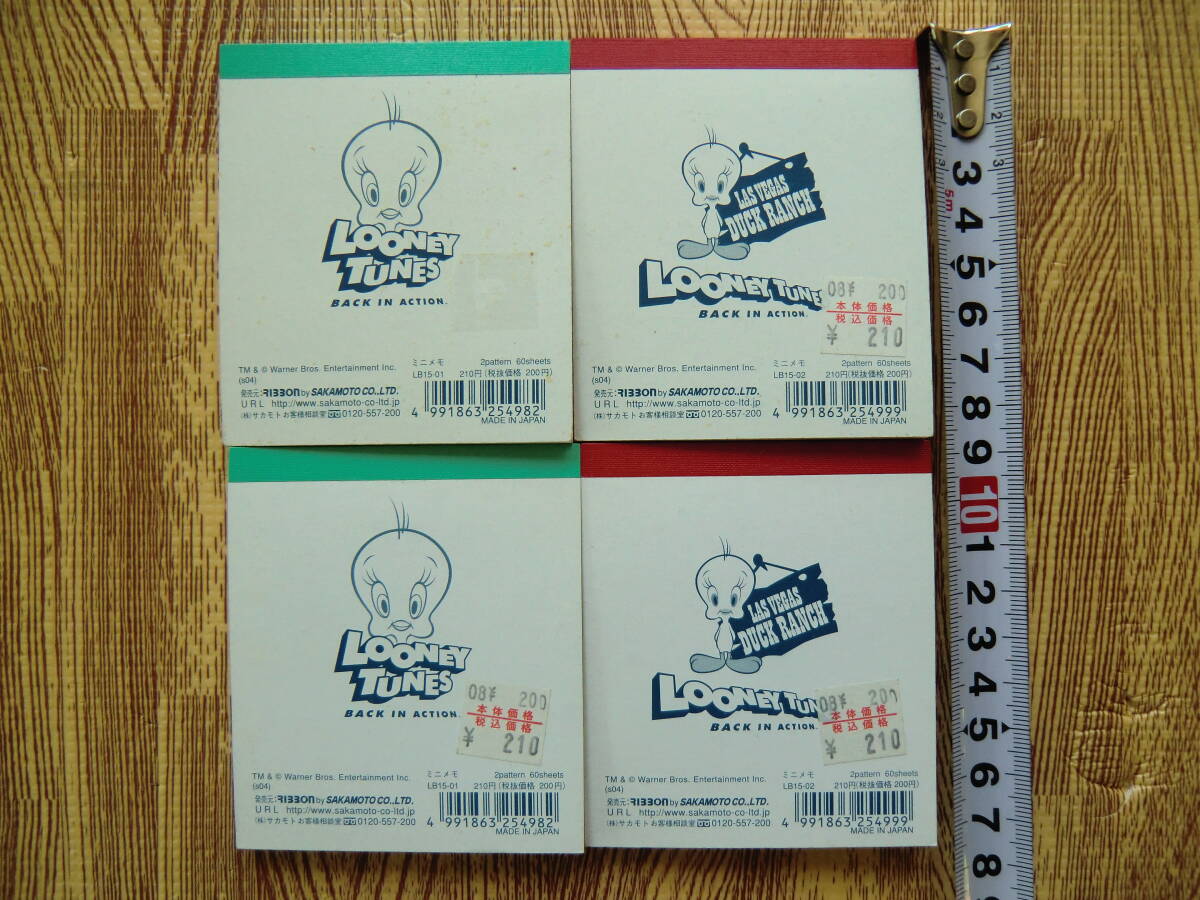 LOONEY
TUNES
BACK IN ACTION.
TM & © Warner Bros. Entertainment Inc.
(s04)
ミニメモ 2pattern 60sheets
LB15-01 210円(税抜価格 200円)
発売元:RIBBON by SAKAMOTO CO.,LTD.
URL http://www.sakamoto-co-ltd.jp
(株)サカモトお客様相談室 0120-557-200
4 991863 254982
MADE IN JAPAN
LAS VEGAS
DUCK RANCH
LOONEY TUNE
BACK IN ACTION.
08¥ 200
本体価格
税込価格
¥ 210
TM & © Warner Bros. Entertainment Inc.
(s04)
ミニメモ 2pattern 60sheets
LB15-02 210円(税抜価格 200円)
発売元:RIBBON by SAKAMOTO CO.,LTD.
URL http://www.sakamoto-co-ltd.jp
(株)サカモトお客様相談室 0120-557-200
4 991863 254999
MADE IN JAPAN
LOONEY
TUNES
BACK IN ACTION.
08¥ 200
本体価格
税込価格
¥ 210
TM & © Warner Bros. Entertainment Inc.
(s04)
ミニメモ 2pattern 60sheets
LB15-01 210円(税抜価格 200円)
発売元:RIBBON by SAKAMOTO CO.,LTD.
URL http://www.sakamoto-co-ltd.jp
(株)サカモトお客様相談室 0120-557-200
4 991863 254982
MADE IN JAPAN
LAS VEGAS
DUCK RANCH
LOONEY TUN
BACK IN ACTION.
08¥ 200
本体価格
税込価格
¥ 210
TM & © Warner Bros. Entertainment Inc.
(s04)
ミニメモ 2pattern 60sheets
LB15-02 210円(税抜価格 200円)
発売元:RIBBON by SAKAMOTO CO.,LTD.
URL http://www.sakamoto-co-ltd.jp
(株)サカモトお客様相談室 0120-557-200
4 991863 254999
MADE IN JAPAN
1
2 2
3
3
5m
4
5
6
7
8
9
10
1
2
3
4
5
6
7
8